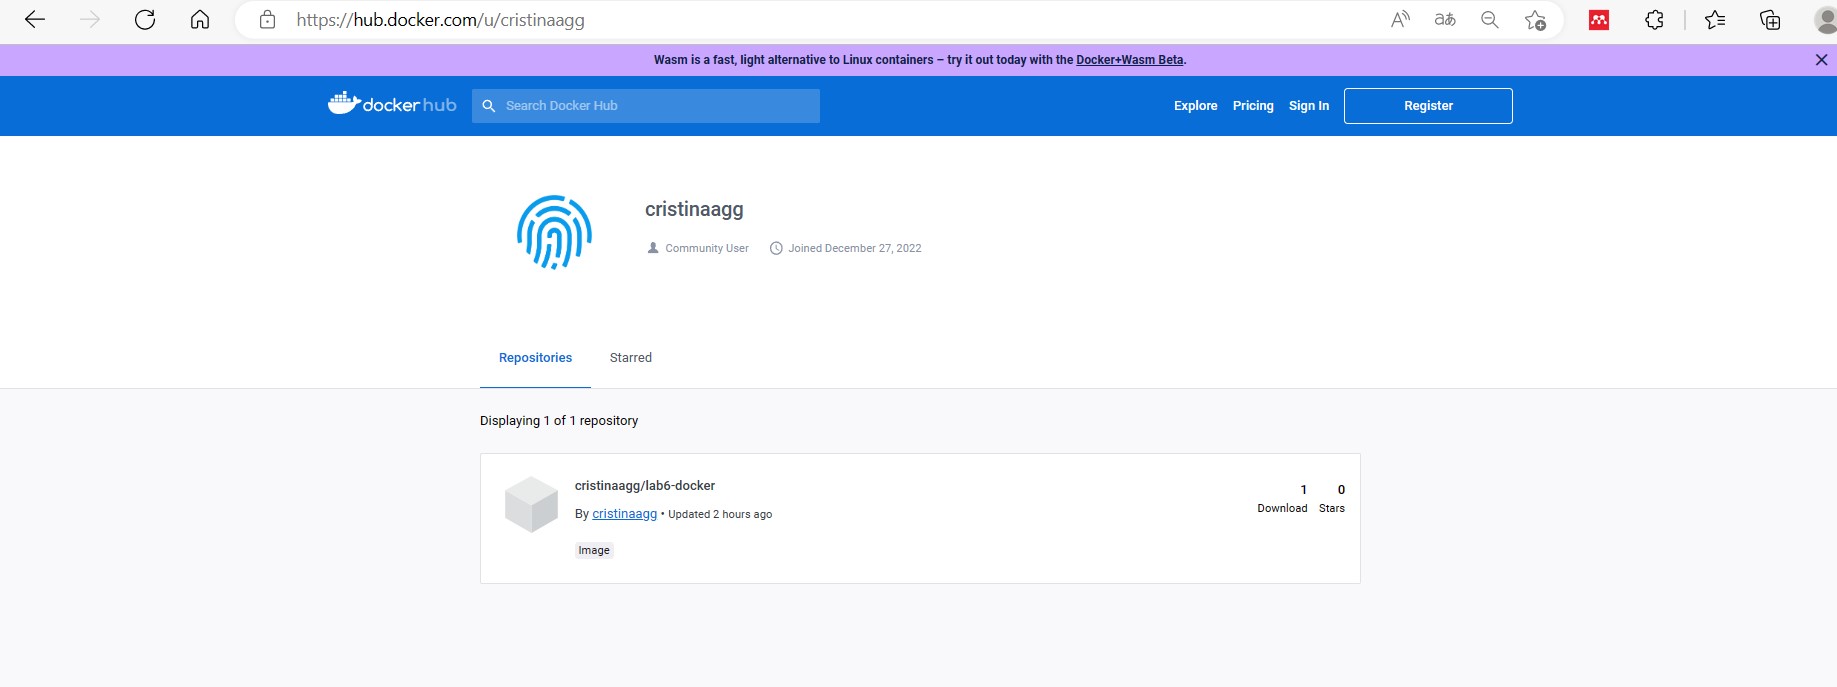 https://hub.docker.com/u/cristinaagg
Wasm is a fast, light alternative to Linux containers – try it out today with the Docker+Wasm Beta.
docker hub Search Docker Hub Explore Pricing Sign In Register
cristinaagg
Community User Joined December 27, 2022
Repositories Starred
Displaying 1 of 1 repository
cristinaagg/lab6-docker
1 0
By cristinaagg • Updated 2 hours ago
Download Stars
Image